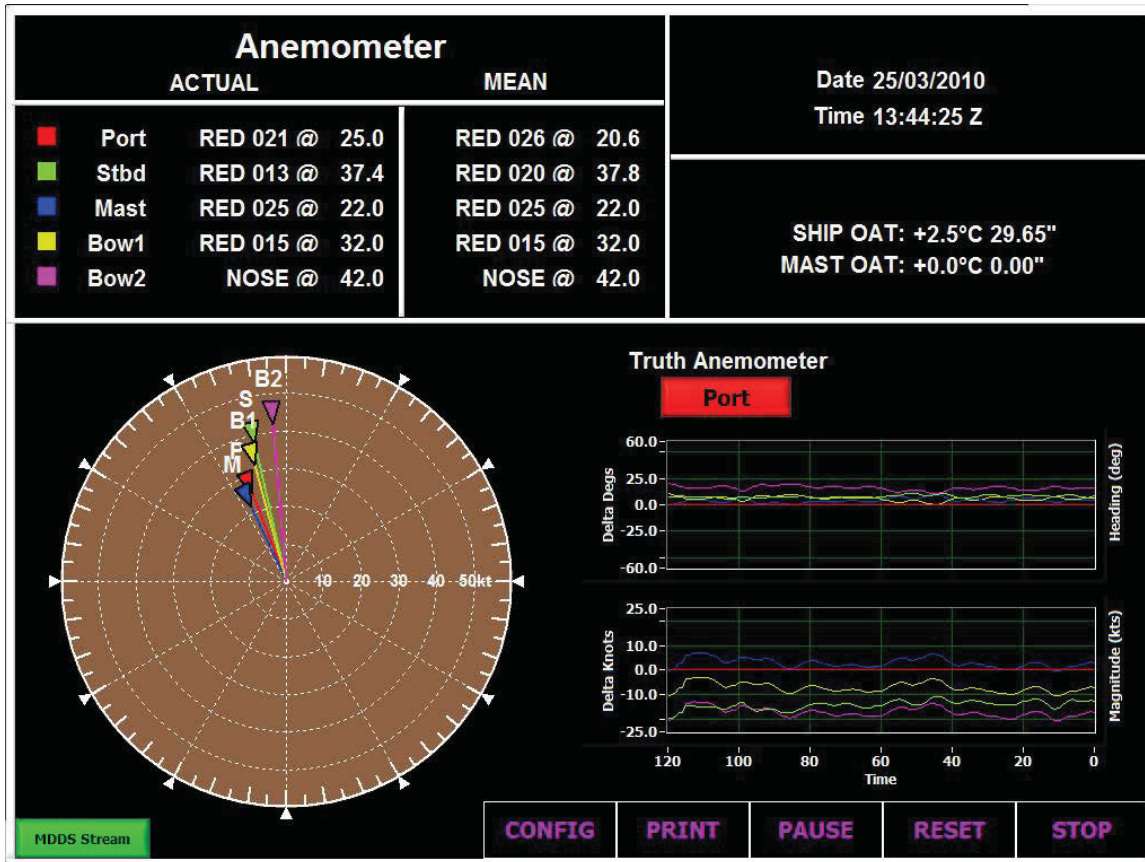 Anemometer
ACTUAL MEAN
Port RED 021 @ 25.0 RED 026 @ 20.6
Stbd RED 013 @ 37.4 RED 020 @ 37.8
Mast RED 025 @ 22.0 RED 025 @ 22.0
Bow1 RED 015 @ 32.0 RED 015 @ 32.0
Bow2 NOSE @ 42.0 NOSE @ 42.0
Date 25/03/2010
Time 13:44:25 Z
SHIP OAT: +2.5°C 29.65"
MAST OAT: +0.0°C 0.00"
B2
S
B1
M
10 20 30 40 50kt
Truth Anemometer
Port
60.0
25.0
0.0
-25.0
-60.0
Delta Degs
Heading (deg)
25.0
10.0
0.0
-10.0
-25.0
Delta Knots
Magnitude (kts)
120 100 80 60 40 20 0
Time
MDDS Stream
CONFIG PRINT PAUSE RESET STOP